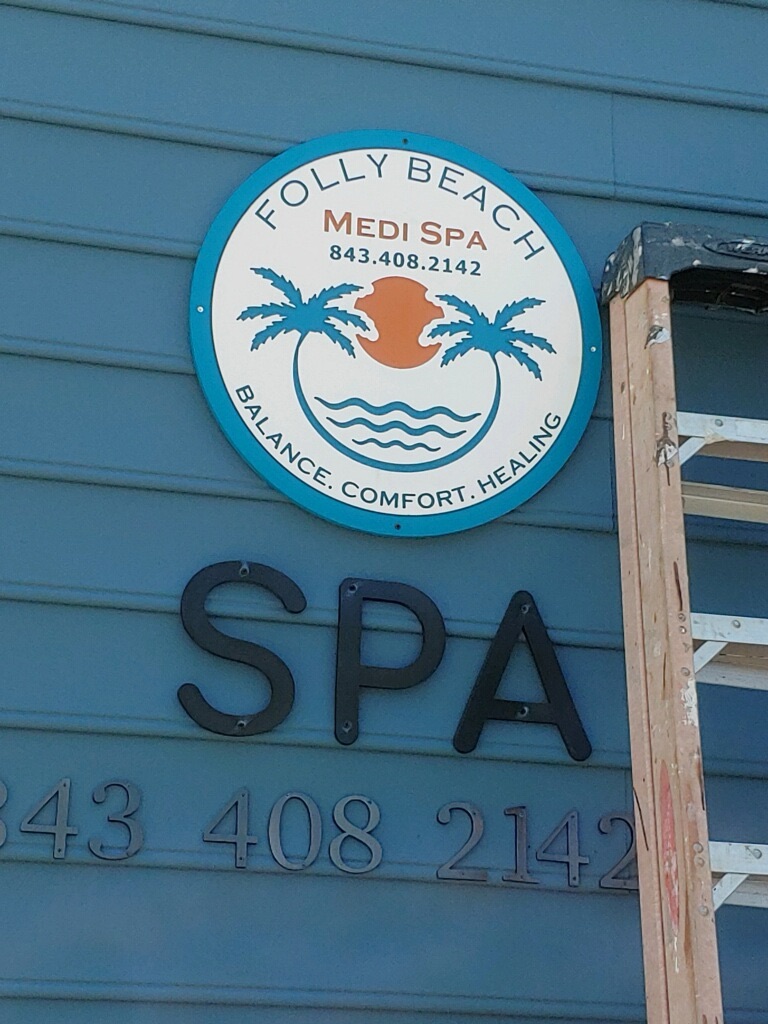 FOLLY BEACH
MEDI SPA
843.408.2142
BALANCE. COMFORT. HEALING
SPA
843 408 2142